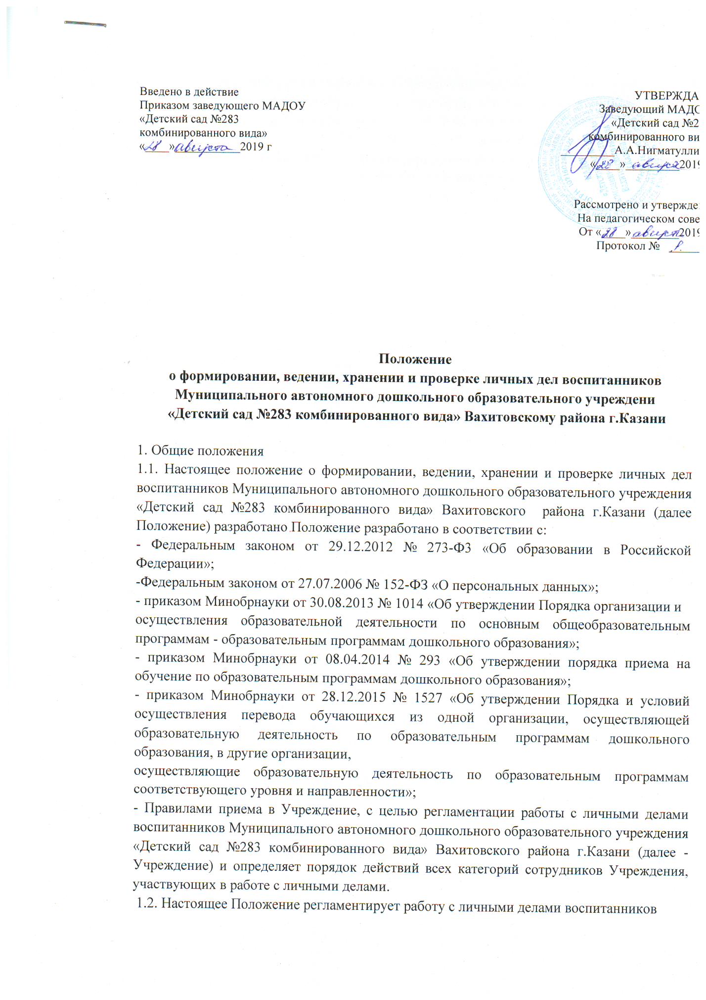 Введено в действие
Приказом заведующего МАДОУ
«Детский сад №283
комбинированного вида»
«28» августа 2019 г
УТВЕРЖДА
Заведующий МАДО
«Детский сад №2
комбинированного ви
А.А.Нигматулли
«28» августа 2019
Рассмотрено и утвержде
На педагогическом сове
От «28» августа 2019
Протокол № 1.
Положение
о формировании, ведении, хранении и проверке личных дел воспитанников
Муниципального автономного дошкольного образовательного учреждени
«Детский сад №283 комбинированного вида» Вахитовскому района г.Казани
1. Общие положения
1.1. Настоящее положение о формировании, ведении, хранении и проверке личных дел
воспитанников Муниципального автономного дошкольного образовательного учреждения
«Детский сад №283 комбинированного вида» Вахитовского района г.Казани (далее
Положение) разработано Положение разработано в соответствии с:
- Федеральным законом от 29.12.2012 № 273-ФЗ «Об образовании в Российской
Федерации»;
-Федеральным законом от 27.07.2006 № 152-ФЗ «О персональных данных»;
- приказом Минобрнауки от 30.08.2013 № 1014 «Об утверждении Порядка организации и
осуществления образовательной деятельности по основным общеобразовательным
программам - образовательным программам дошкольного образования»;
- приказом Минобрнауки от 08.04.2014 № 293 «Об утверждении порядка приема на
обучение по образовательным программам дошкольного образования»;
- приказом Минобрнауки от 28.12.2015 № 1527 «Об утверждении Порядка и условий
осуществления перевода обучающихся из одной организации, осуществляющей
образовательную деятельность по образовательным программам дошкольного
образования, в другие организации,
осуществляющие образовательную деятельность по образовательным программам
соответствующего уровня и направленности»;
- Правилами приема в Учреждение, с целью регламентации работы с личными делами
воспитанников Муниципального автономного дошкольного образовательного учреждения
«Детский сад №283 комбинированного вида» Вахитовского района г.Казани (далее -
Учреждение) и определяет порядок действий всех категорий сотрудников Учреждения,
участвующих в работе с личными делами.
1.2. Настоящее Положение регламентирует работу с личными делами воспитанников